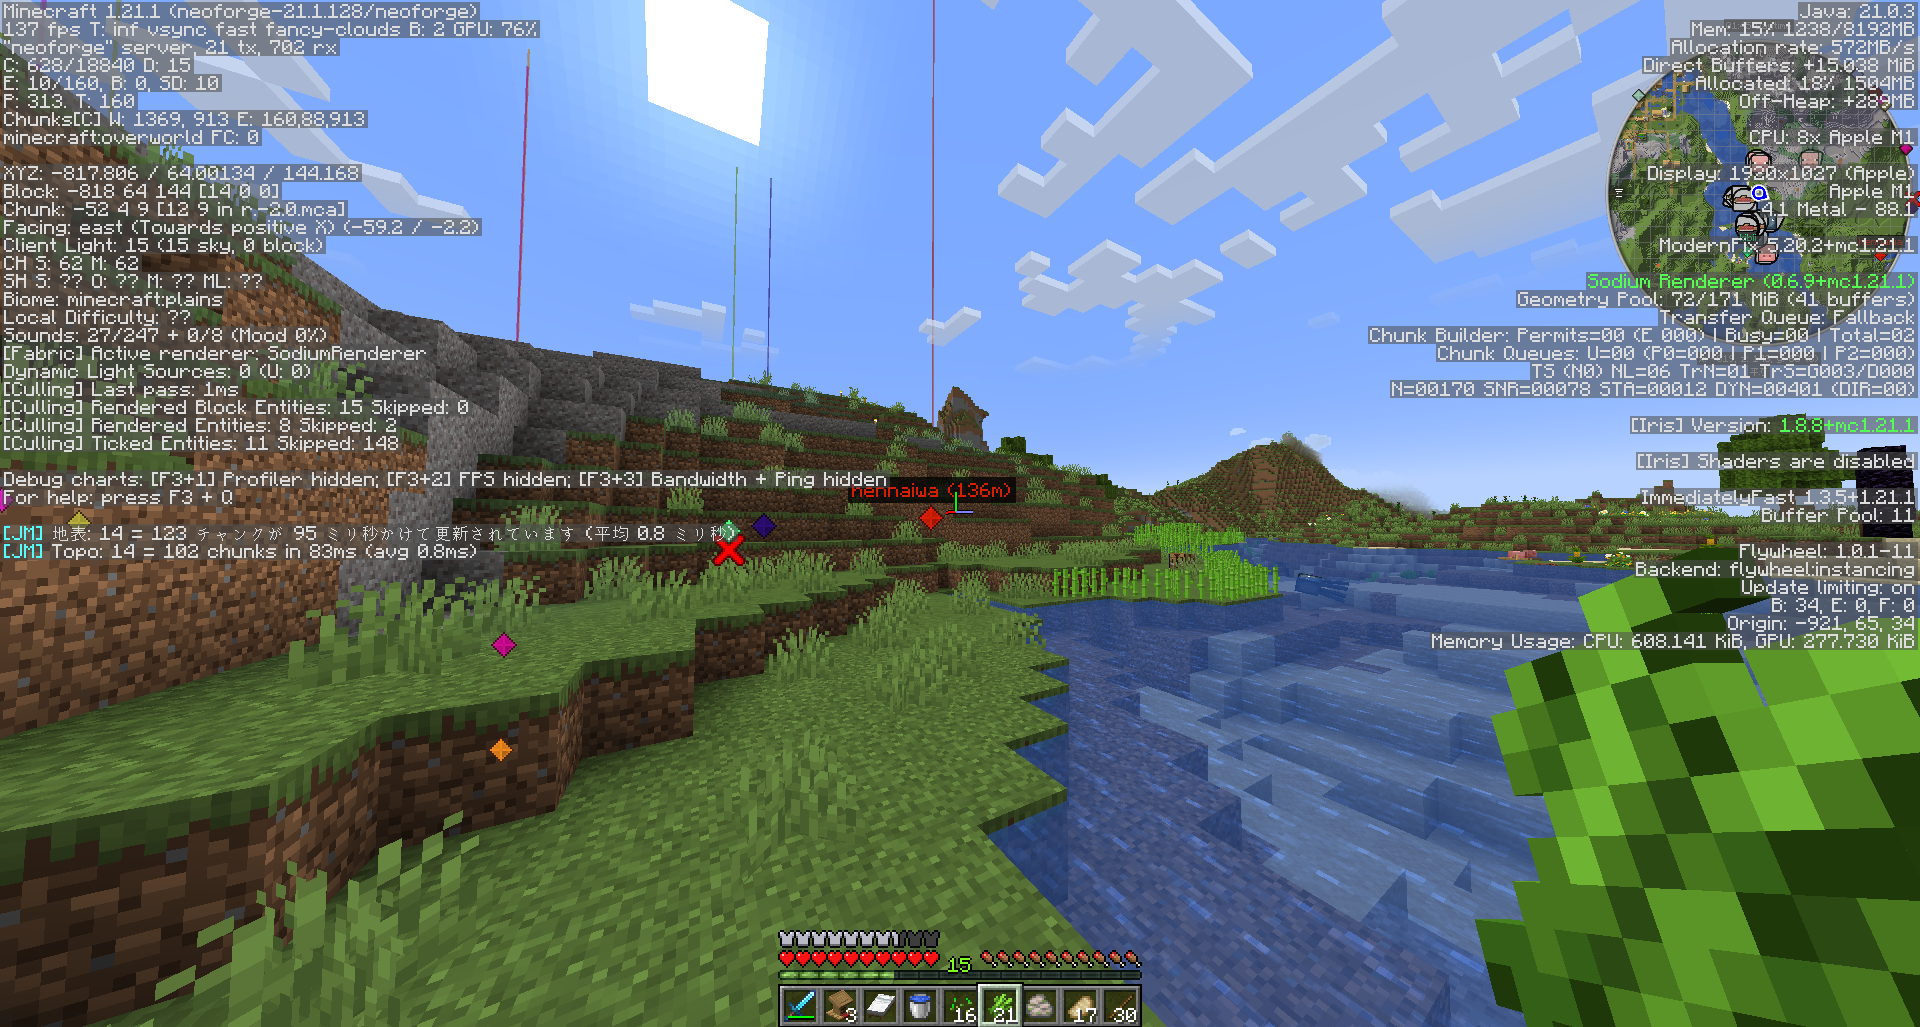 Minecraft 1.21.1 (neoforge-21.1.128/neoforge)
137 fps T: inf vsync fast fancy-clouds B: 2 GPU: 76%
"neoforge" server, 21 tx, 702 rx
C: 628/18840 D: 15
E: 10/160, B: 0, SD: 10
P: 313. T: 160
Chunks[C] W: 1369, 913 E: 160,88,913
minecraft:overworld FC: 0
XYZ: -817.806 / 64.00134 / 144.168
Block: -818 64 144 [14 0 0]
Chunk: -52 4 9 [12 9 in r.-2.0.mca]
Facing: east (Towards positive X) (-59.2 / -2.2)
Client Light: 15 (15 sky, 0 block)
CH S: 62 M: 62
SH S: ?? O: ?? M: ?? ML: ??
Biome: minecraft:plains
Local Difficulty: ??
Sounds: 27/247 + 0/8 (Mood 0%)
[Fabric] Active renderer: SodiumRenderer
Dynamic Light Sources: 0 (U: 0)
[Culling] Last pass: 1ms
[Culling] Rendered Block Entities: 15 Skipped: 0
[Culling] Rendered Entities: 8 Skipped: 2
[Culling] Ticked Entities: 11 Skipped: 148
Debug charts: [F3+1] Profiler hidden; [F3+2] FPS hidden; [F3+3] Bandwidth + Ping hidden
For help: press F3 + Q
[JM] 地表: 14 = 123 チャンクが 95 ミリ秒かけて更新されています (平均 0.8 ミリ秒)
[JM] Topo: 14 = 102 chunks in 83ms (avg 0.8ms)
hennaiwa (136m)
Java: 21.0.3
Mem: 15% 1238/8192MB
Allocation rate: 572MB/s
Direct Buffers: +15.038 MiB
Allocated: 18% 1504MB
Off-Heap: +289MB
CPU: 8x Apple M1
Display: 1920x1027 (Apple)
Apple M1
4.1 Metal - 88.1
ModernFix 5.20.2+mc1.21.1
Sodium Renderer (0.6.9+mc1.21.1)
Geometry Pool: 72/171 MiB (41 buffers)
Transfer Queue: Fallback
Chunk Builder: Permits=00 (E 000) | Busy=00 | Total=02
Chunk Queues: U=00 (P0=000 | P1=000 | P2=000)
TS (N0) NL=06 TrN=01 TrS=G003/D000
N=00170 SNR=00078 STA=00012 DYN=00401 (DIR=00)
[Iris] Version: 1.8.8+mc1.21.1
[Iris] Shaders are disabled
ImmediatelyFast 1.3.5+1.21.1
Buffer Pool: 11
Flywheel: 1.0.1-11
Backend: flywheel:instancing
Update limiting: on
B: 34, E: 0, F: 0
Origin: -921, 65, 34
Memory Usage: CPU: 608.141 KiB, GPU: 277.730 KiB
15
3
16
21
17
30